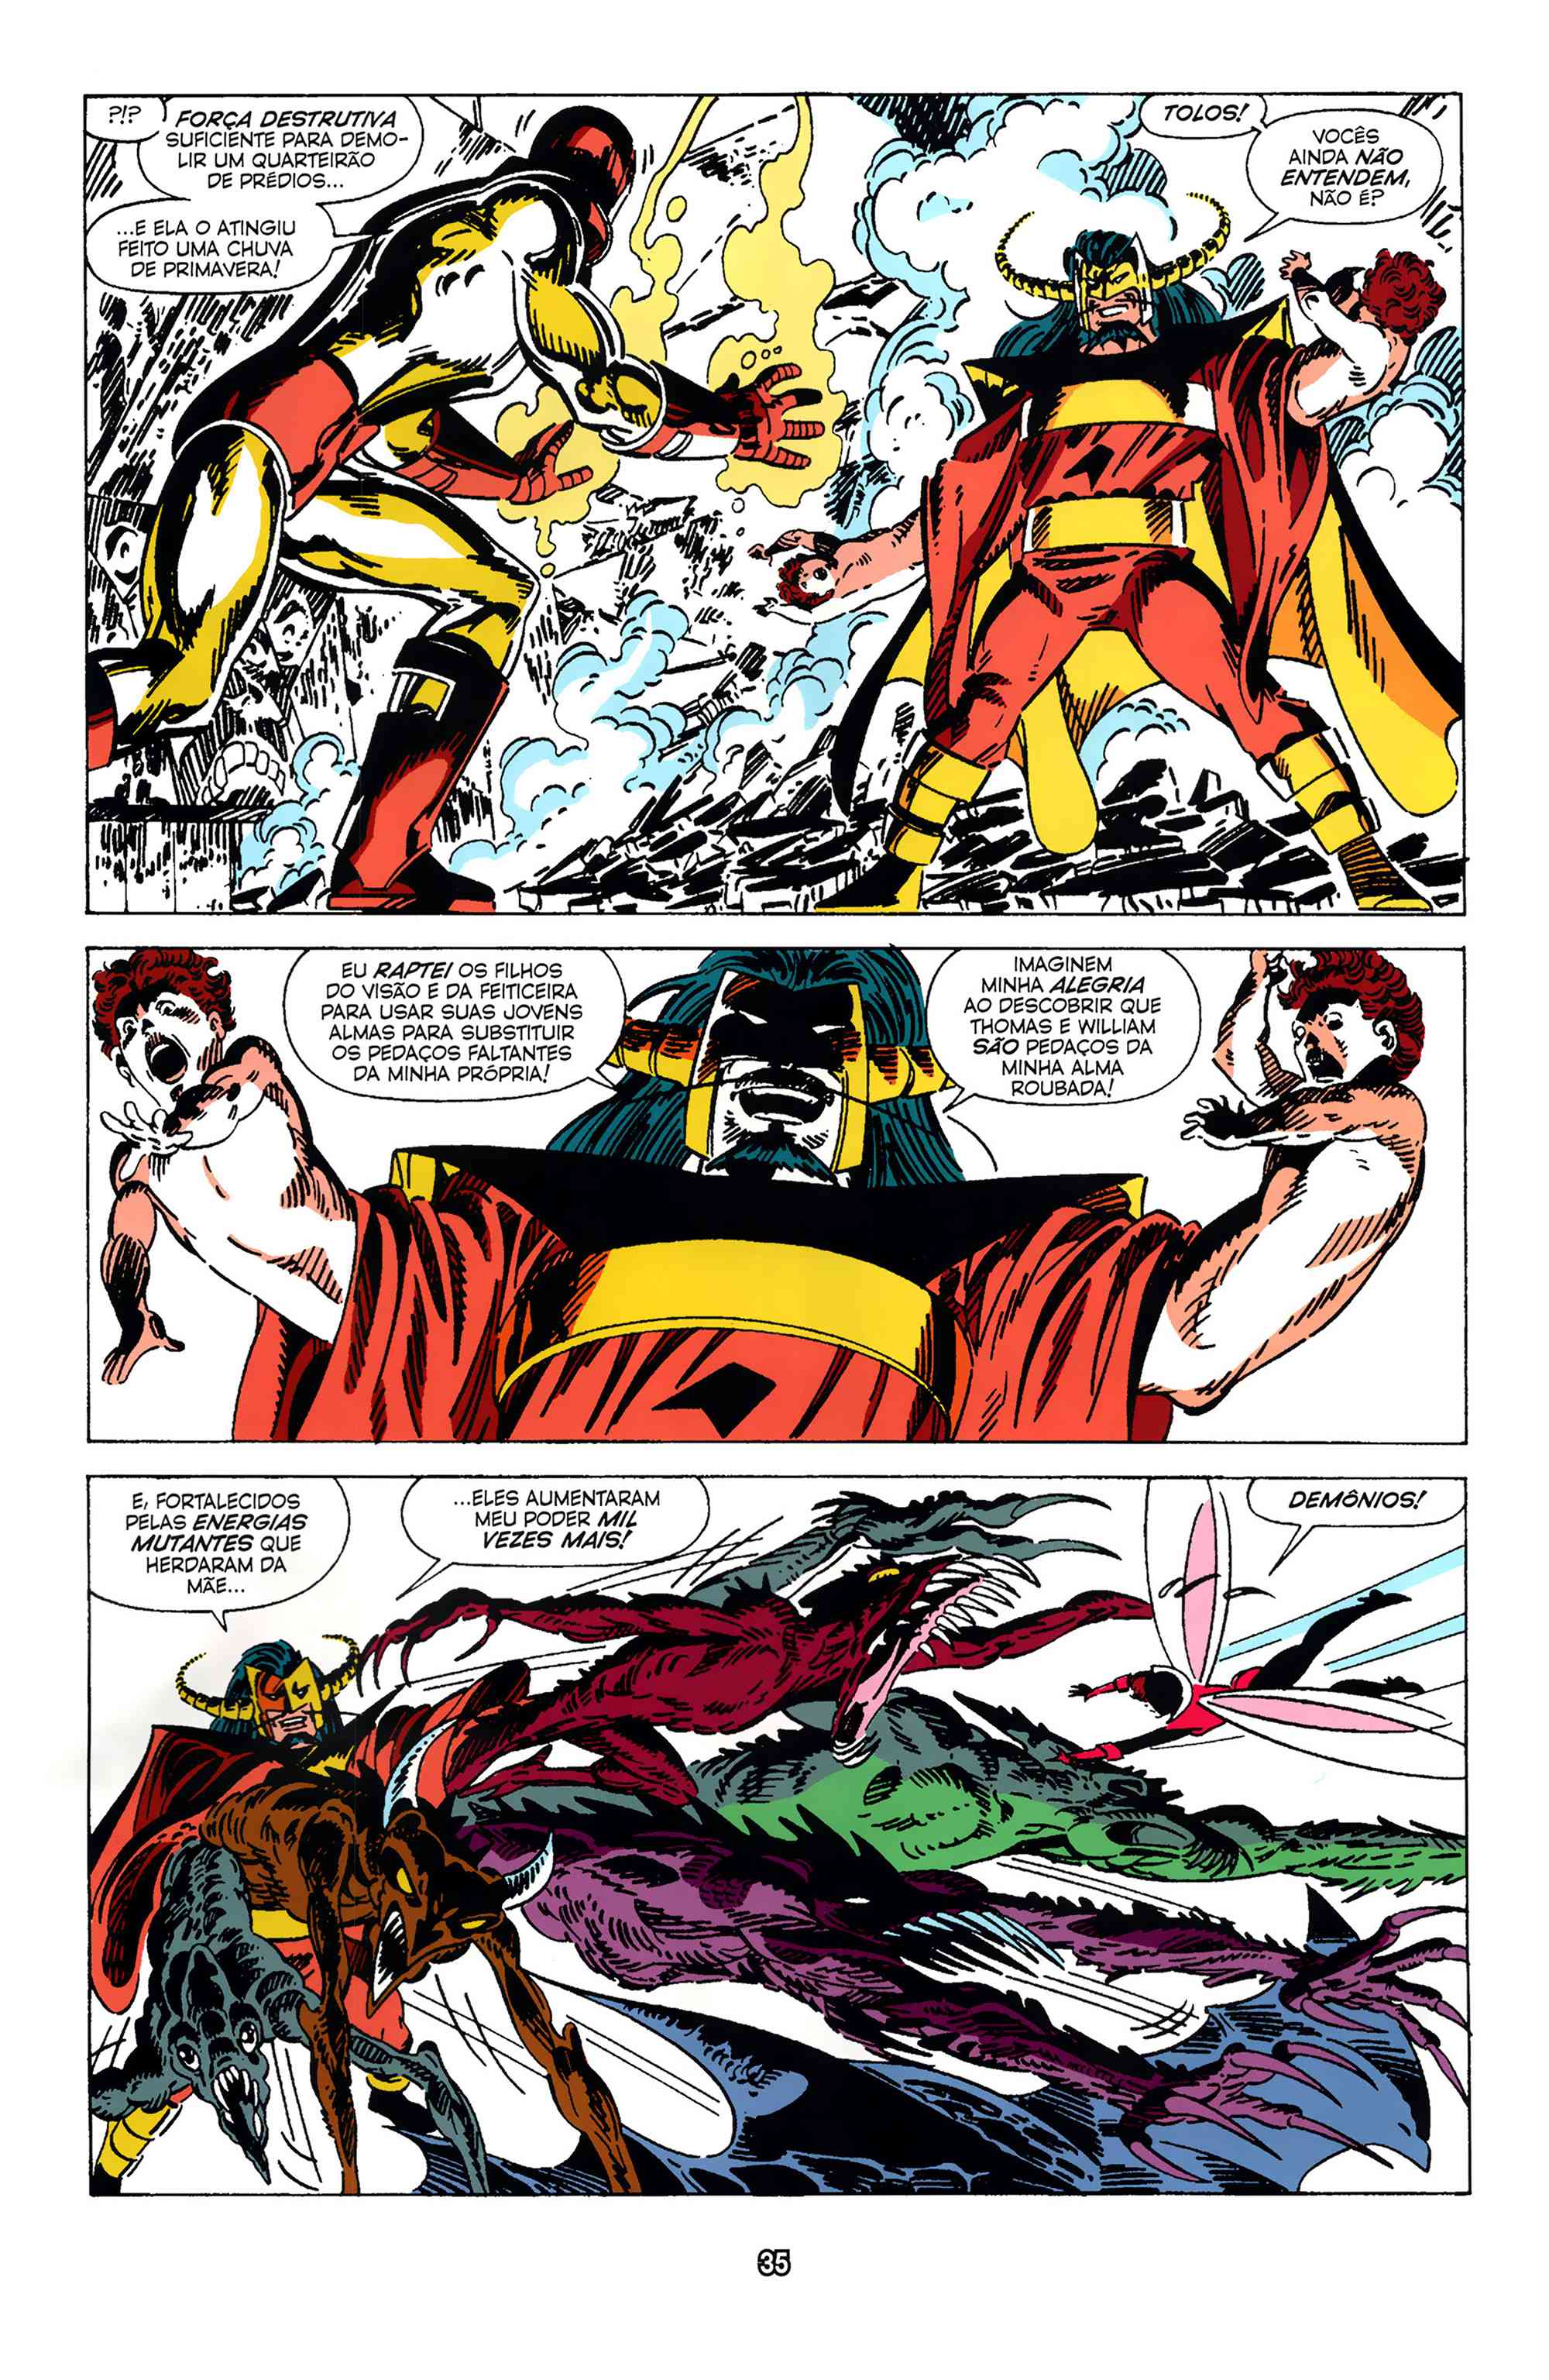 ?!?
FORÇA DESTRUTIVA
SUFICIENTE PARA DEMO-
LIR UM QUARTEIRÃO
DE PRÉDIOS...
...E ELA O ATINGIU
FEITO UMA CHUVA
DE PRIMAVERA!
TOLOS!
VOCÊS
AINDA NÃO
ENTENDEM,
NÃO É?
EU RAPTEI OS FILHOS
DO VISÃO E DA FEITICEIRA
PARA USAR SUAS JOVENS
ALMAS PARA SUBSTITUIR
OS PEDAÇOS FALTANTES
DA MINHA PRÓPRIA!
IMAGINEM
MINHA ALEGRIA
AO DESCOBRIR QUE
THOMAS E WILLIAM
SÃO PEDAÇOS DA
MINHA ALMA
ROUBADA!
E, FORTALECIDOS
PELAS ENERGIAS
MUTANTES QUE
HERDARAM DA
MÃE...
...ELES AUMENTARAM
MEU PODER MIL
VEZES MAIS!
DEMÔNIOS!
35